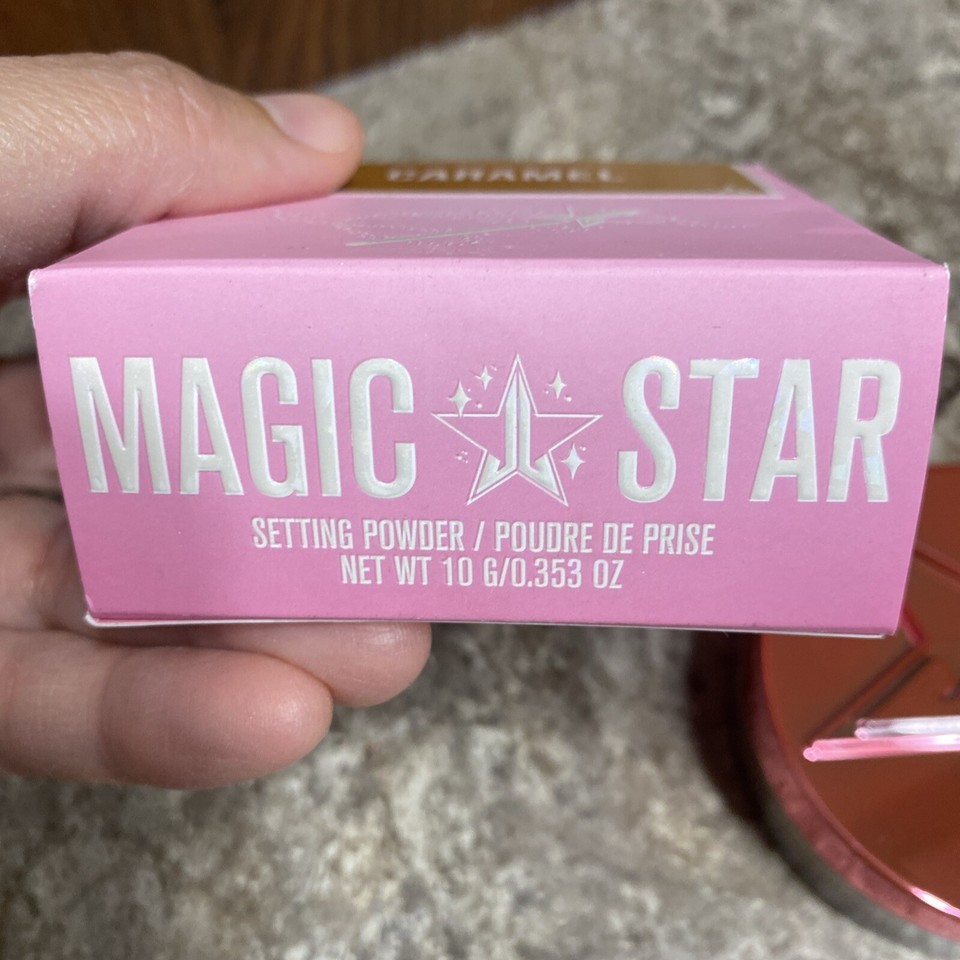 CARAMEL
MAGIC STAR
SETTING POWDER / POUDRE DE PRISE
NET WT 10 G/0.353 OZ